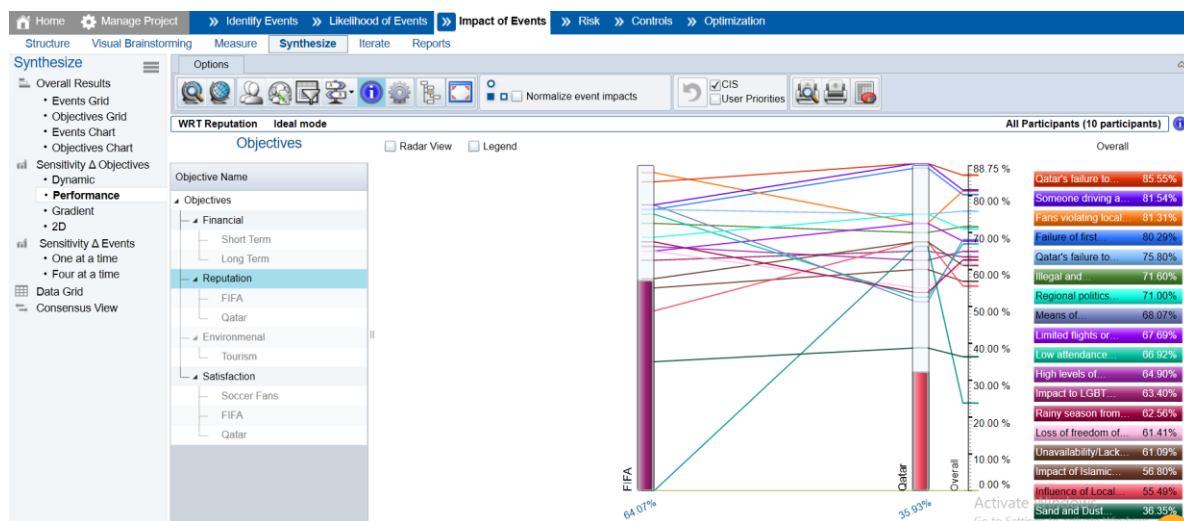 Home Manage Project » Identify Events » Likelihood of Events » Impact of Events » Risk » Controls » Optimization
Structure Visual Brainstorming Measure Synthesize Iterate Reports
Synthesize
Overall Results
• Events Grid
• Objectives Grid
• Events Chart
• Objectives Chart
Sensitivity Δ Objectives
• Dynamic
• Performance
• Gradient
• 2D
Sensitivity Δ Events
• One at a time
• Four at a time
Data Grid
Consensus View
Options
Normalize event impacts
CIS
User Priorities
WRT Reputation Ideal mode
All Participants (10 participants)
Objectives
Radar View Legend
Objective Name
Objectives
Financial
Short Term
Long Term
Reputation
FIFA
Qatar
Environmenal
Tourism
Satisfaction
Soccer Fans
FIFA
Qatar
FIFA
64.07%
Qatar
35.93%
Overall
88.75 %
80.00 %
70.00 %
60.00 %
50.00 %
40.00 %
30.00 %
20.00 %
10.00 %
0.00 %
Overall
Qatar's failure to... 85.55%
Someone driving a... 81.54%
Fans violating local... 81.31%
Failure of first... 80.29%
Qatar's failure to... 75.80%
Illegal and... 71.60%
Regional politics... 71.00%
Means of... 68.07%
Limited flights or... 67.69%
Low attendance... 66.92%
High levels of... 64.90%
Impact to LGBT... 63.40%
Rainy season from... 62.56%
Loss of freedom of... 61.41%
Unavailability/Lack... 61.09%
Impact of Islamic... 56.80%
Influence of Local... 55.49%
Sand and Dust... 36.35%
Activate Windows